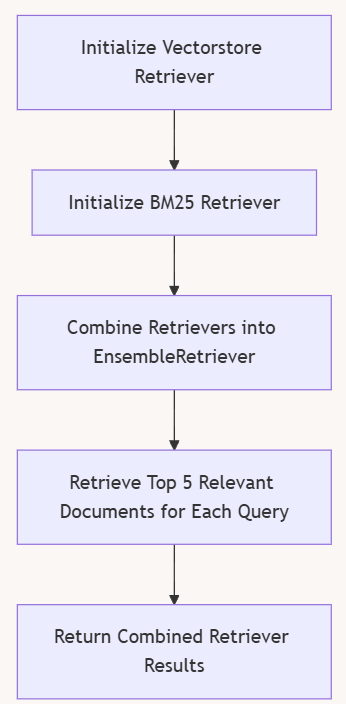 Initialize Vectorstore
Retriever
Initialize BM25 Retriever
Combine Retrievers into
EnsembleRetriever
Retrieve Top 5 Relevant
Documents for Each Query
Return Combined Retriever
Results